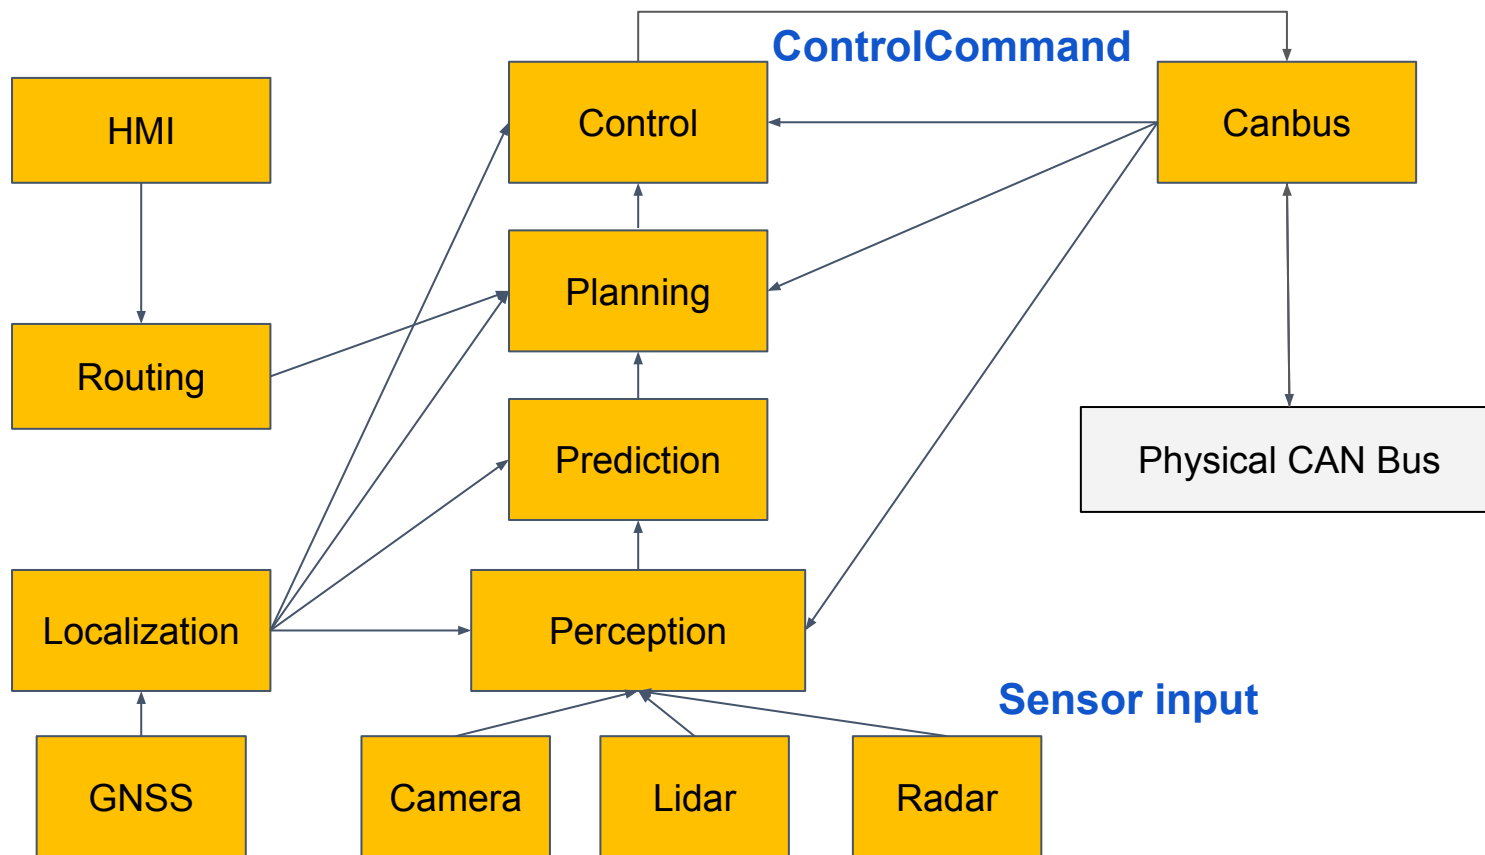 ControlCommand
HMI
Control
Canbus
Planning
Routing
Prediction
Physical CAN Bus
Localization
Perception
Sensor input
GNSS
Camera
Lidar
Radar